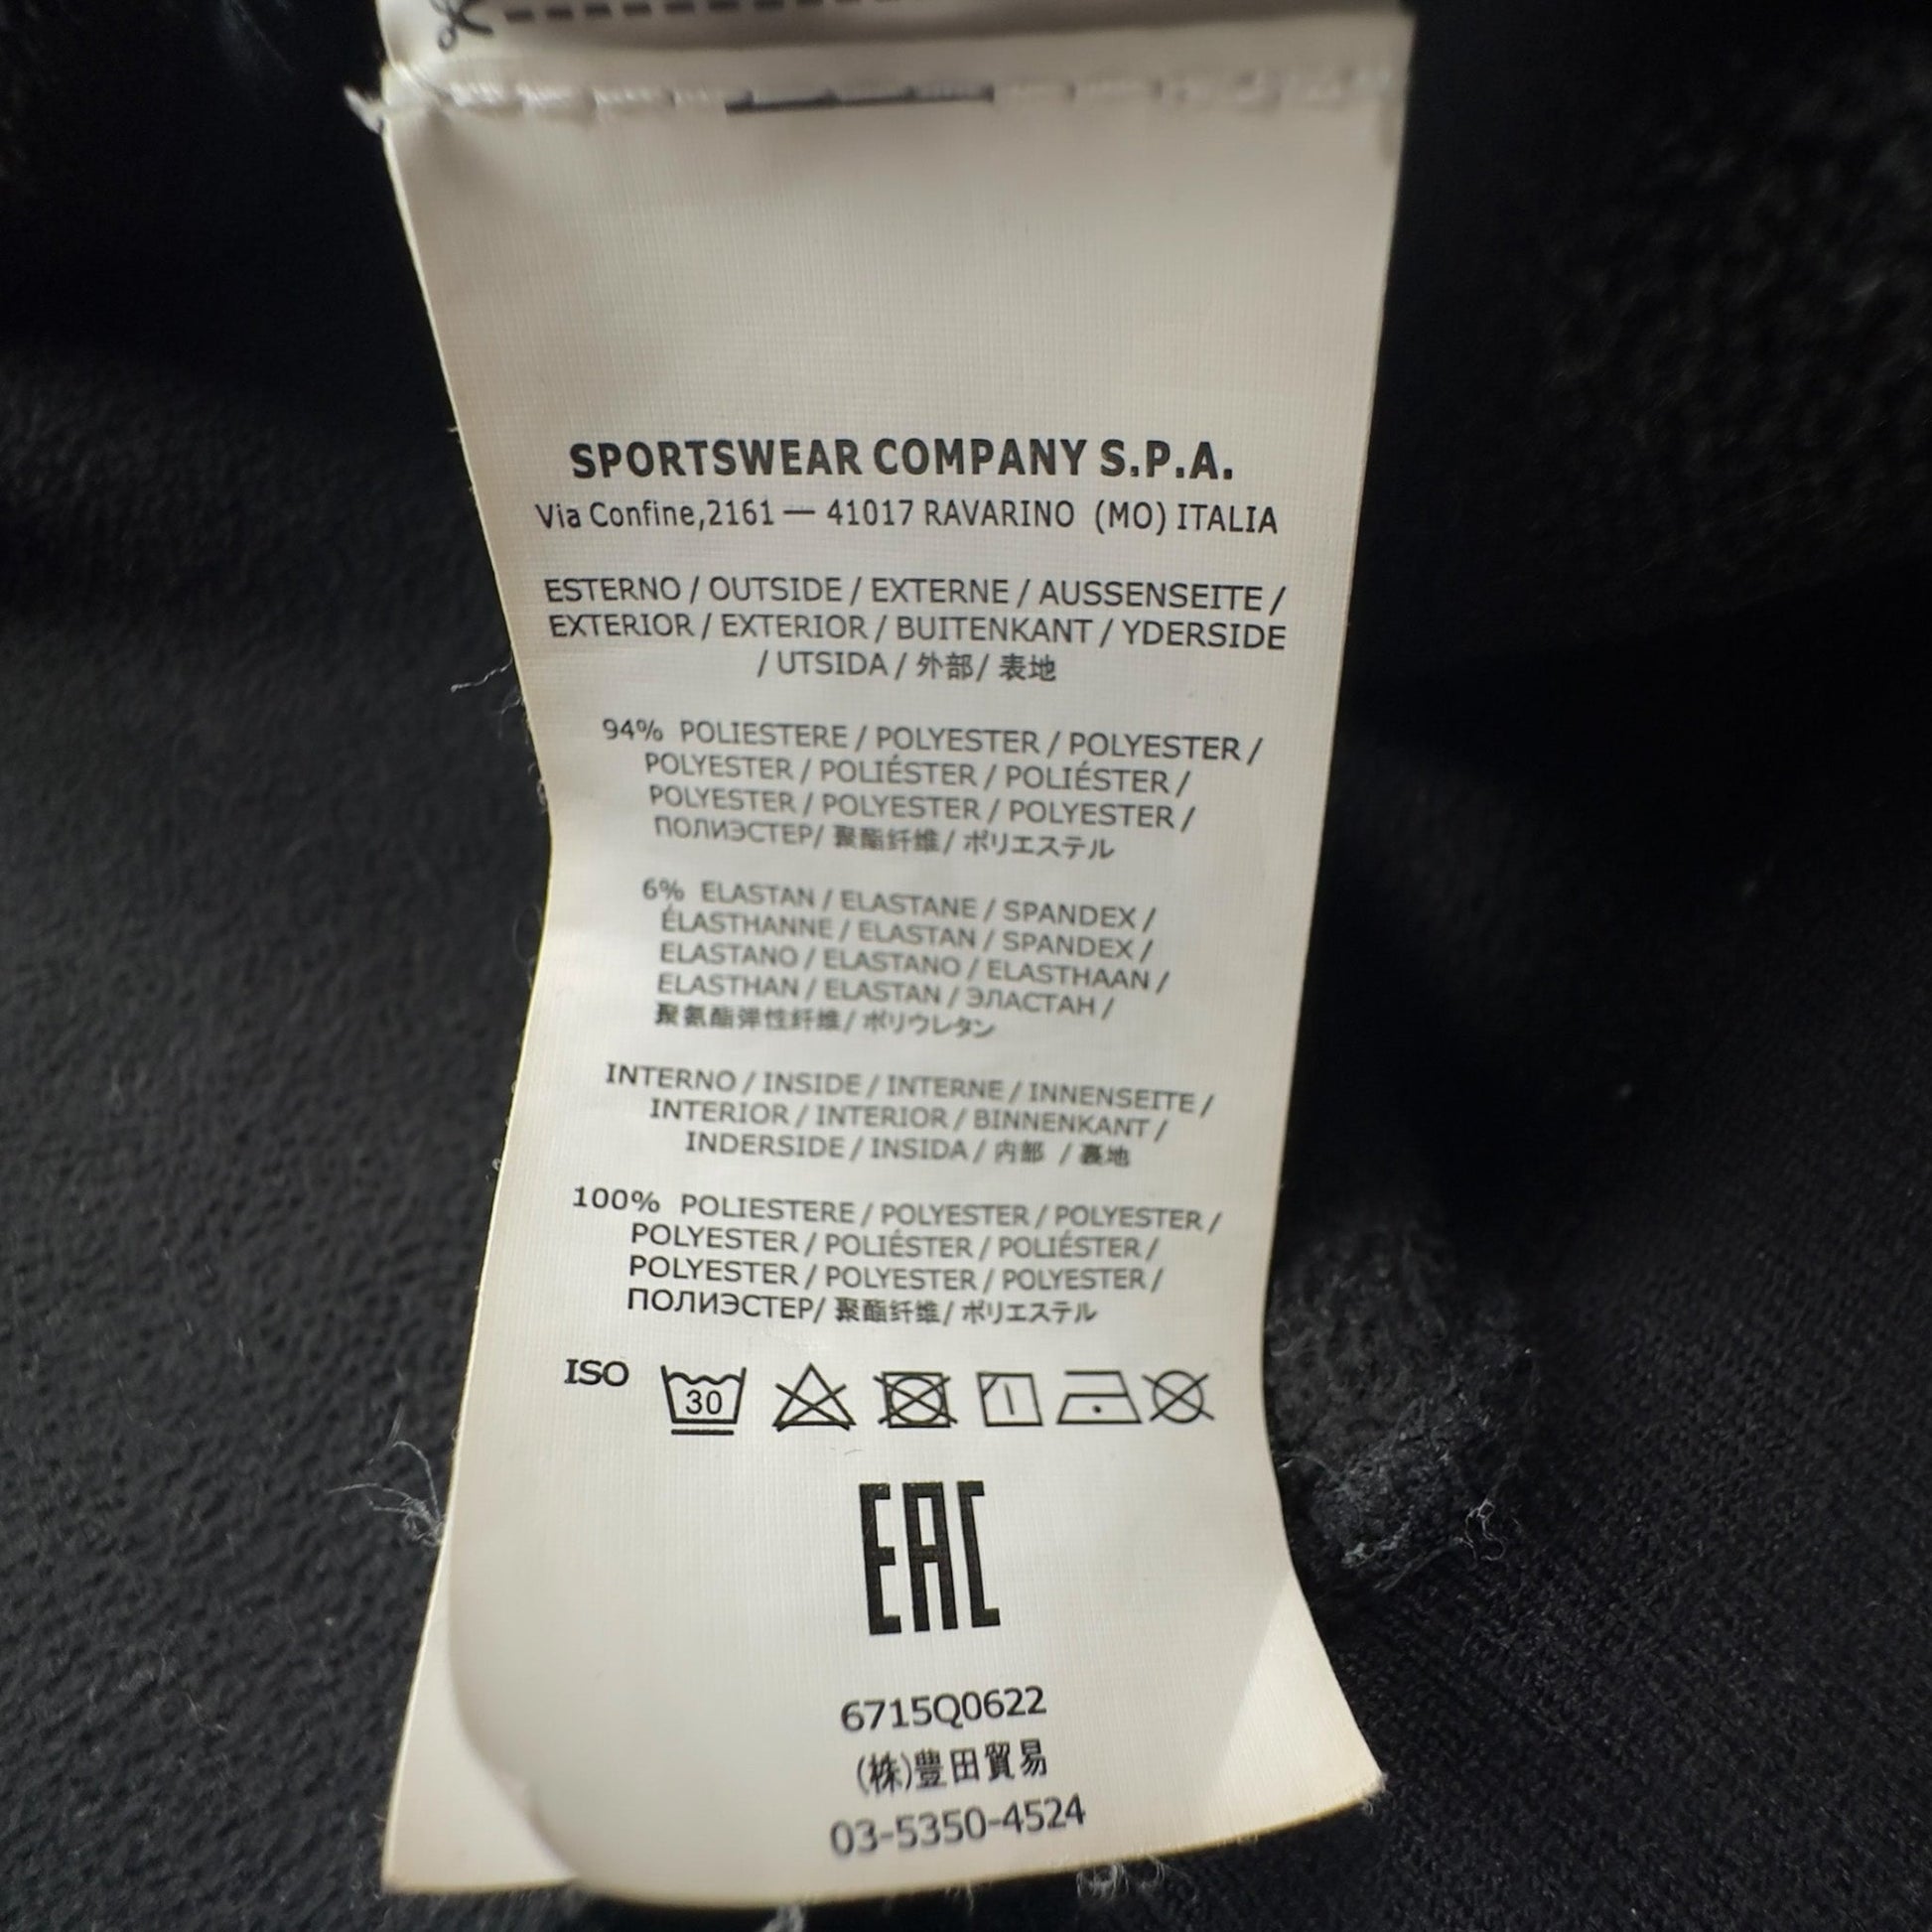 SPORTSWEAR COMPANY S.P.A.
Via Confine,2161 — 41017 RAVARINO (MO) ITALIA
ESTERNO / OUTSIDE / EXTERNE / AUSSENSEITE /
EXTERIOR / EXTERIOR / BUITENKANT / YDERSIDE
/ UTSIDA / 外部/ 表地
94% POLIESTERE / POLYESTER / POLYESTER /
POLYESTER / POLIÉSTER / POLIÉSTER /
POLYESTER / POLYESTER / POLYESTER /
ПОЛИЭСТЕР/ 聚酯纤维/ ポリエステル
6% ELASTAN / ELASTANE / SPANDEX /
ÉLASTHANNE / ELASTAN / SPANDEX /
ELASTANO / ELASTANO / ELASTHAAN /
ELASTHAN / ELASTAN / ЭЛАСТАН /
聚氨酯弹性纤维/ ポリウレタン
INTERNO / INSIDE / INTERNE / INNENSEITE /
INTERIOR / INTERIOR / BINNENKANT /
INDERSIDE / INSIDA / 内部 / 裏地
100% POLIESTERE / POLYESTER / POLYESTER /
POLYESTER / POLIÉSTER / POLIÉSTER /
POLYESTER / POLYESTER / POLYESTER /
ПОЛИЭСТЕР/ 聚酯纤维/ ポリエステル
ISO 30
EAC
6715Q0622
(株)豊田貿易
03-5350-4524